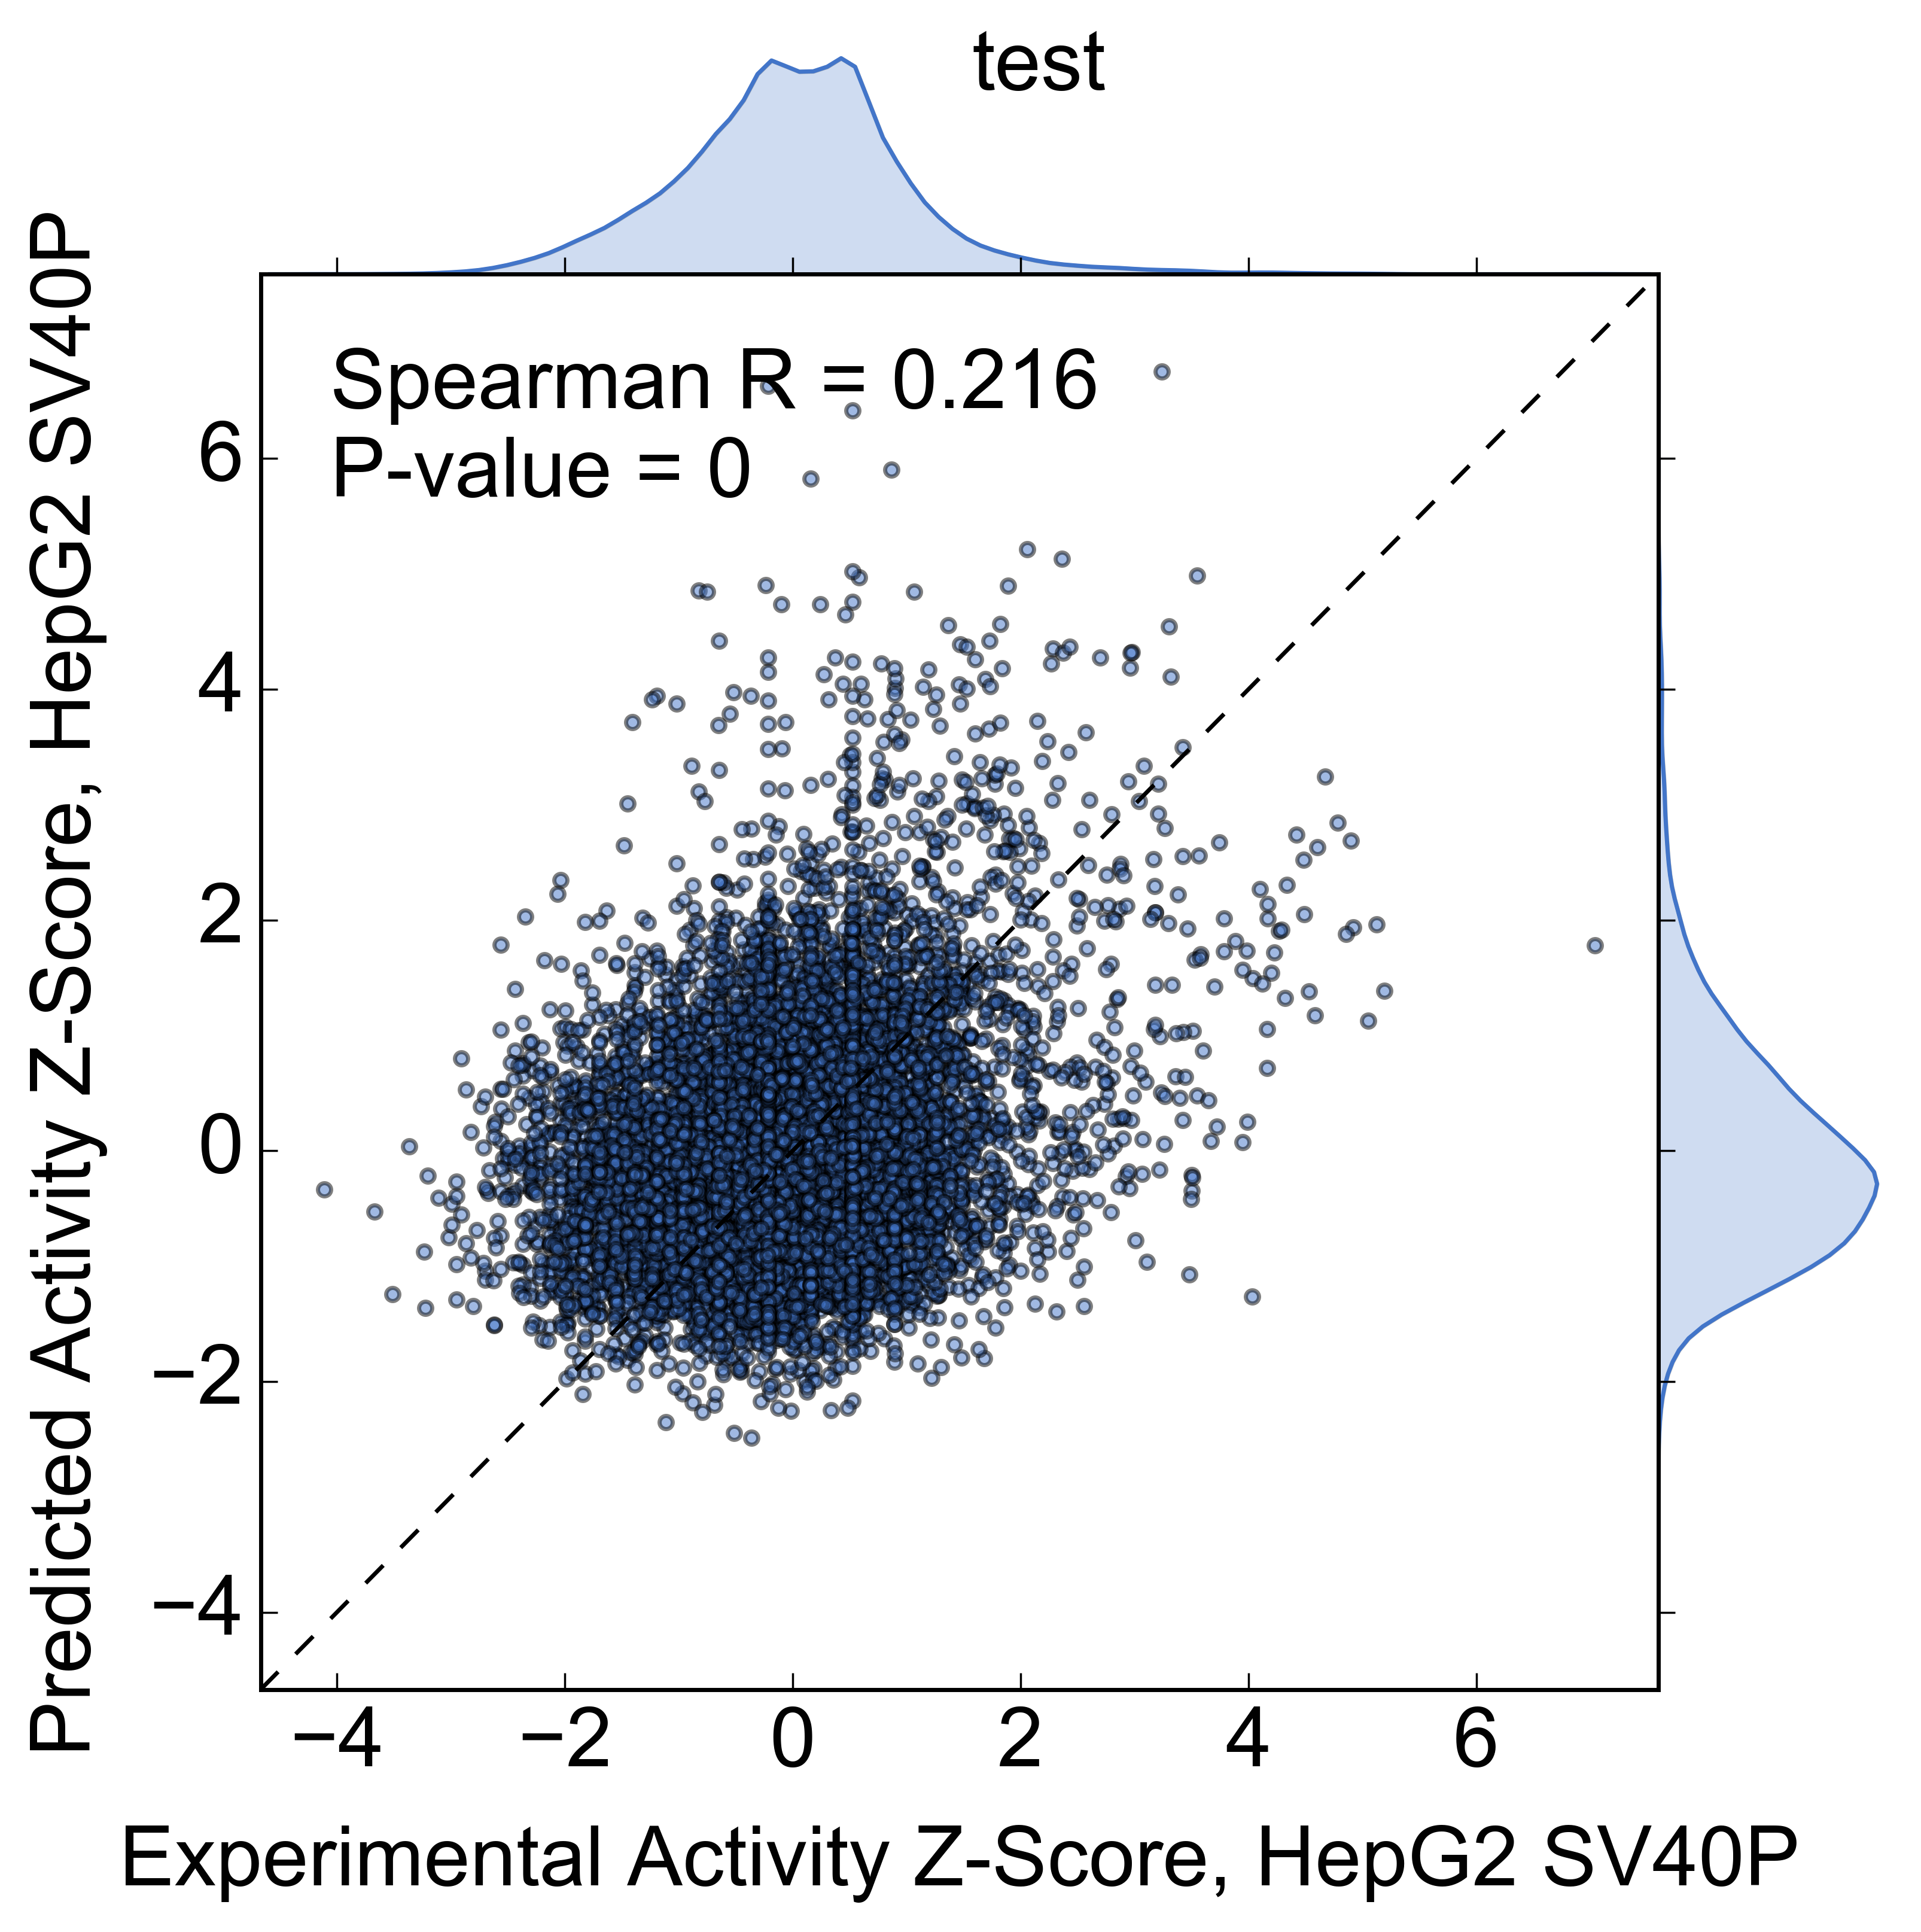 test
Spearman R = 0.216
P-value = 0
Predicted Activity Z-Score, HepG2 SV40P
6
4
2
0
−2
−4
−4 −2 0 2 4 6
Experimental Activity Z-Score, HepG2 SV40P